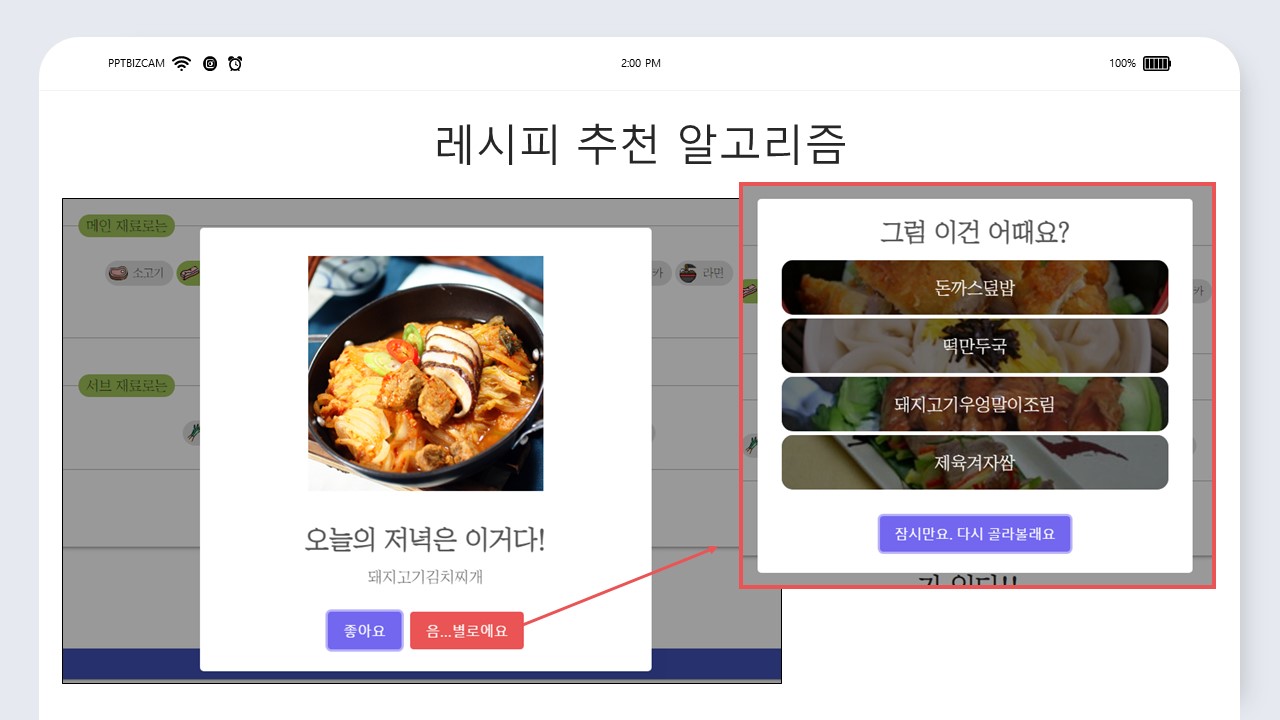 PPTBIZCAM
2:00 PM
100%
레시피 추천 알고리즘
메인 재료로는
소고기
라면
서브 재료로는
오늘의 저녁은 이거다!
돼지고기김치찌개
좋아요
음...별로에요
그럼 이건 어때요?
돈까스덮밥
떡만두국
돼지고기우엉말이조림
제육겨자쌈
잠시만요. 다시 골라볼래요